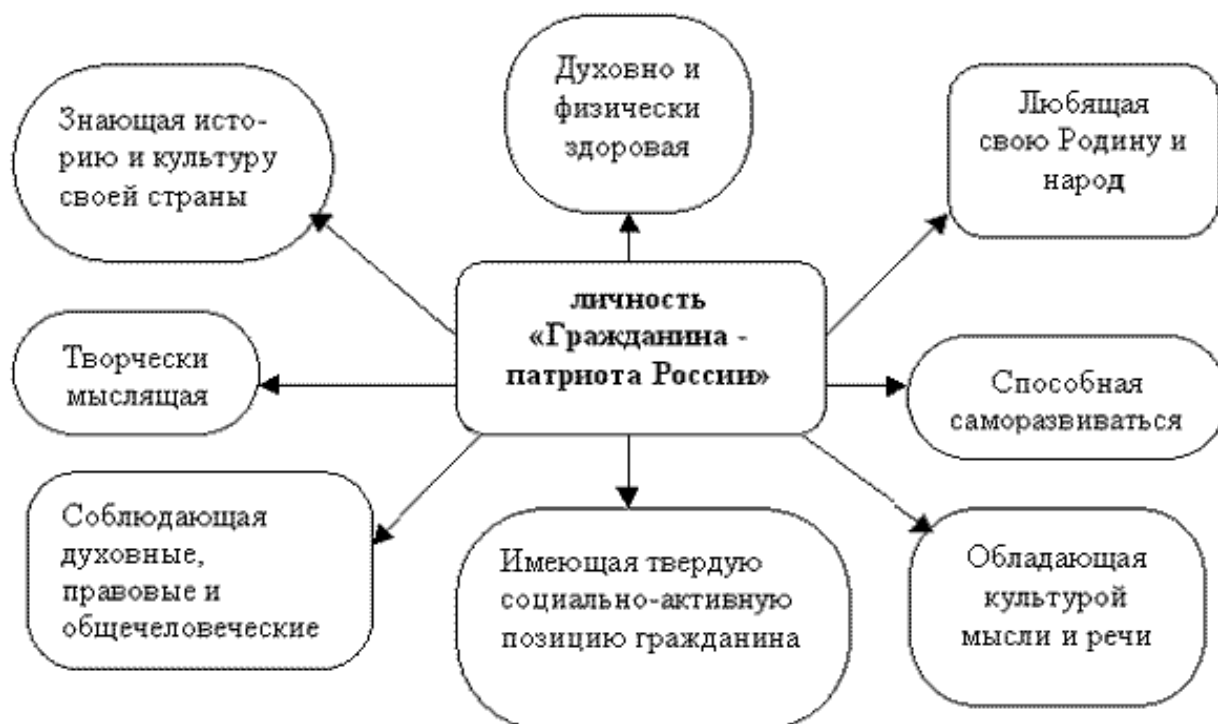 Духовно и
физически
здоровая
Знающая исто-
рию и культуру
своей страны
Любящая
свою Родину и
народ
личность
«Гражданина -
патриота России»
Творчески
мыслящая
Способная
саморазвиваться
Соблюдающая
духовные,
правовые и
общечеловеческие
Имеющая твердую
социально-активную
позицию гражданина
Обладающая
культурой
мысли и речи